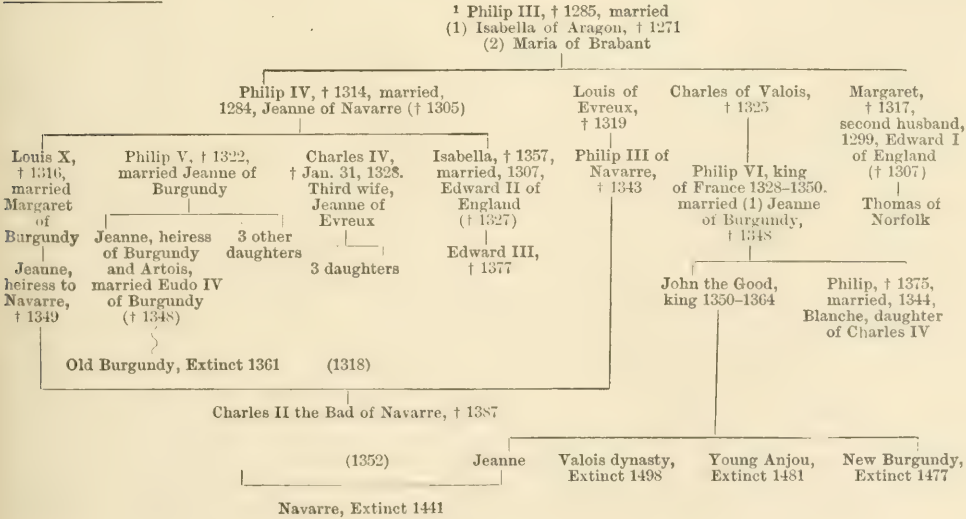 ¹ Philip III, † 1285, married
(1) Isabella of Aragon, † 1271
(2) Maria of Brabant
Philip IV, † 1314, married,
1284, Jeanne of Navarre († 1305)
Louis of
Evreux,
† 1319
Charles of Valois,
† 1325
Margaret,
† 1317,
second husband,
1299, Edward I
of England
(† 1307)
Thomas of
Norfolk
Louis X,
† 1316,
married
Margaret
of
Burgundy
Jeanne,
heiress to
Navarre,
† 1349
Philip V, † 1322,
married Jeanne of
Burgundy
Jeanne, heiress
of Burgundy
and Artois,
married Eudo IV
of Burgundy
(† 1348)
3 other
daughters
Charles IV,
† Jan. 31, 1328.
Third wife,
Jeanne of
Evreux
3 daughters
Isabella, † 1357,
married, 1307,
Edward II of
England
(† 1327)
Edward III,
† 1377
Philip III of
Navarre,
† 1343
Philip VI, king
of France 1328–1350.
married (1) Jeanne
of Burgundy,
† 1348
John the Good,
king 1350–1364
Philip, † 1375,
married, 1344,
Blanche, daughter
of Charles IV
Old Burgundy, Extinct 1361
(1318)
Charles II the Bad of Navarre, † 1387
(1352)
Jeanne
Valois dynasty,
Extinct 1498
Young Anjou,
Extinct 1481
New Burgundy,
Extinct 1477
Navarre, Extinct 1441